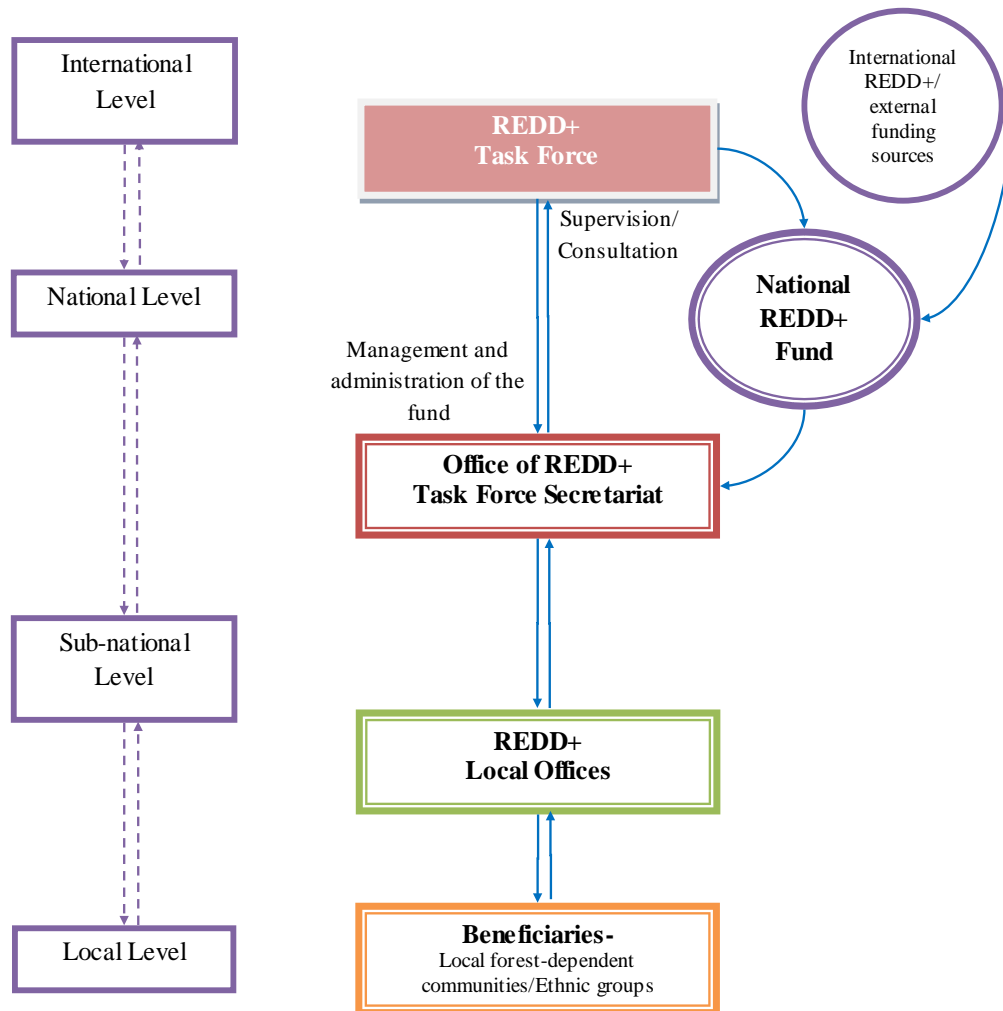 International
Level
International
REDD+/
external
funding
sources
REDD+
Task Force
Supervision/
Consultation
National Level
National
REDD+
Fund
Management and
administration of the
fund
Office of REDD+
Task Force Secretariat
Sub-national
Level
REDD+
Local Offices
Local Level
Beneficiaries-
Local forest-dependent
communities/Ethnic groups